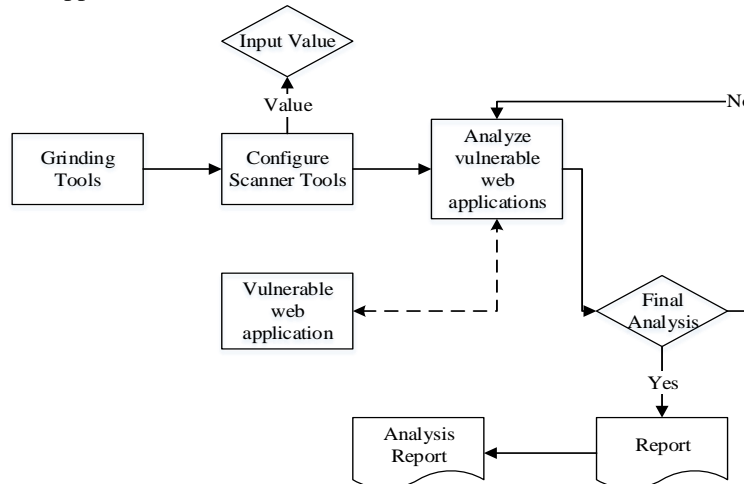 Input Value
Value
No
Grinding
Tools
Configure
Scanner Tools
Analyze
vulnerable
web
applications
Vulnerable
web
application
Final
Analysis
Yes
Analysis
Report
Report